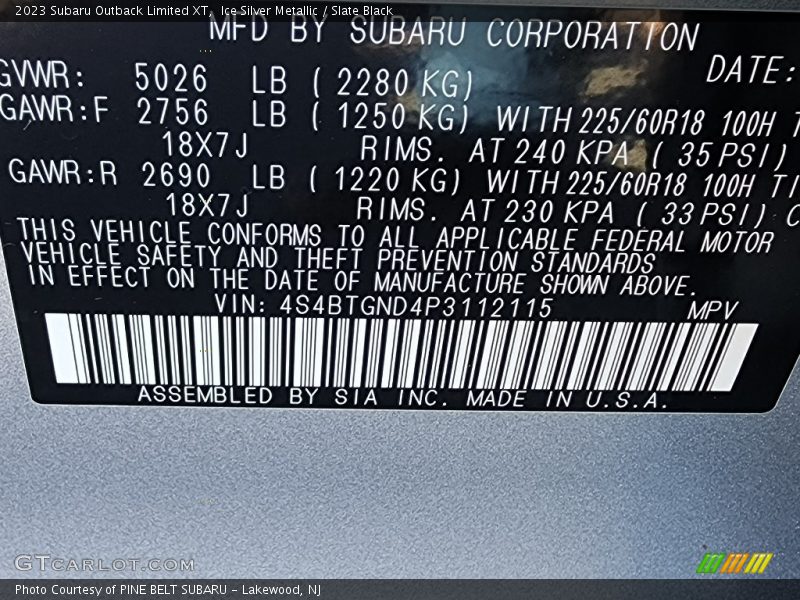 2023 Subaru Outback Limited XT, Ice Silver Metallic / Slate Black
MFD BY SUBARU CORPORATION
DATE:
GVWR: 5026 LB ( 2280 KG)
GAWR:F 2756 LB ( 1250 KG) WITH 225/60R18 100H T
18X7J RIMS. AT 240 KPA ( 35 PSI)
GAWR:R 2690 LB ( 1220 KG) WITH 225/60R18 100H TI
18X7J RIMS. AT 230 KPA ( 33 PSI) C
THIS VEHICLE CONFORMS TO ALL APPLICABLE FEDERAL MOTOR
VEHICLE SAFETY AND THEFT PREVENTION STANDARDS
IN EFFECT ON THE DATE OF MANUFACTURE SHOWN ABOVE.
VIN: 4S4BTGND4P3112115 MPV
ASSEMBLED BY SIA INC. MADE IN U.S.A.
GTCARLOT.COM
Photo Courtesy of PINE BELT SUBARU - Lakewood, NJ